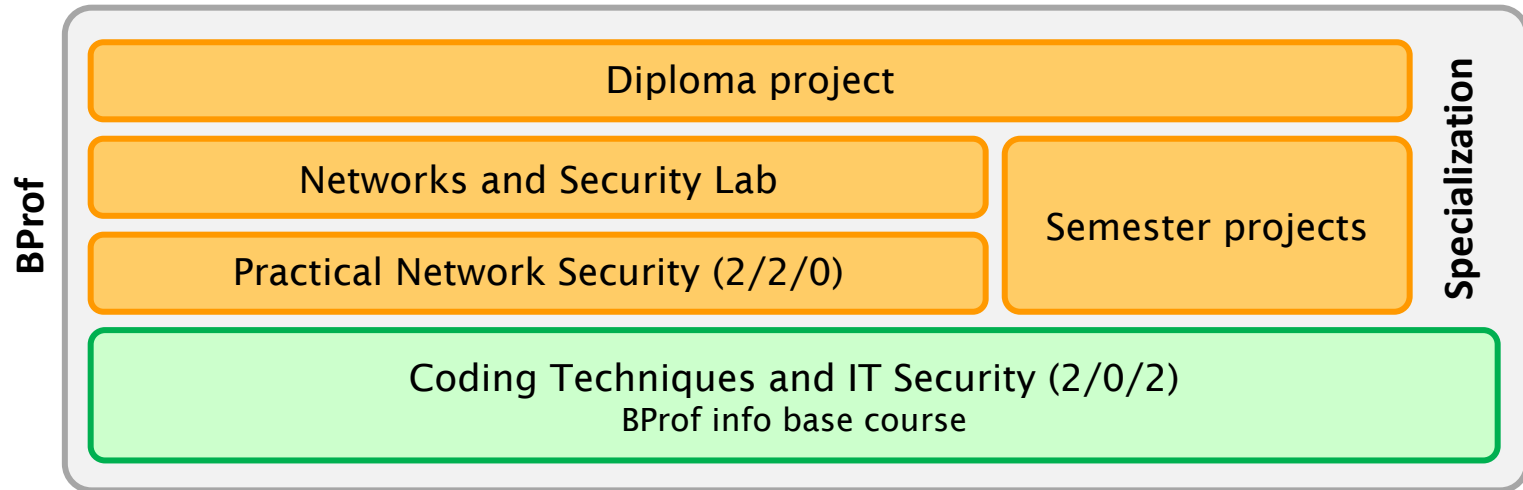 BProf
Diploma project
Specialization
Networks and Security Lab
Semester projects
Practical Network Security (2/2/0)
Coding Techniques and IT Security (2/0/2)
BProf info base course